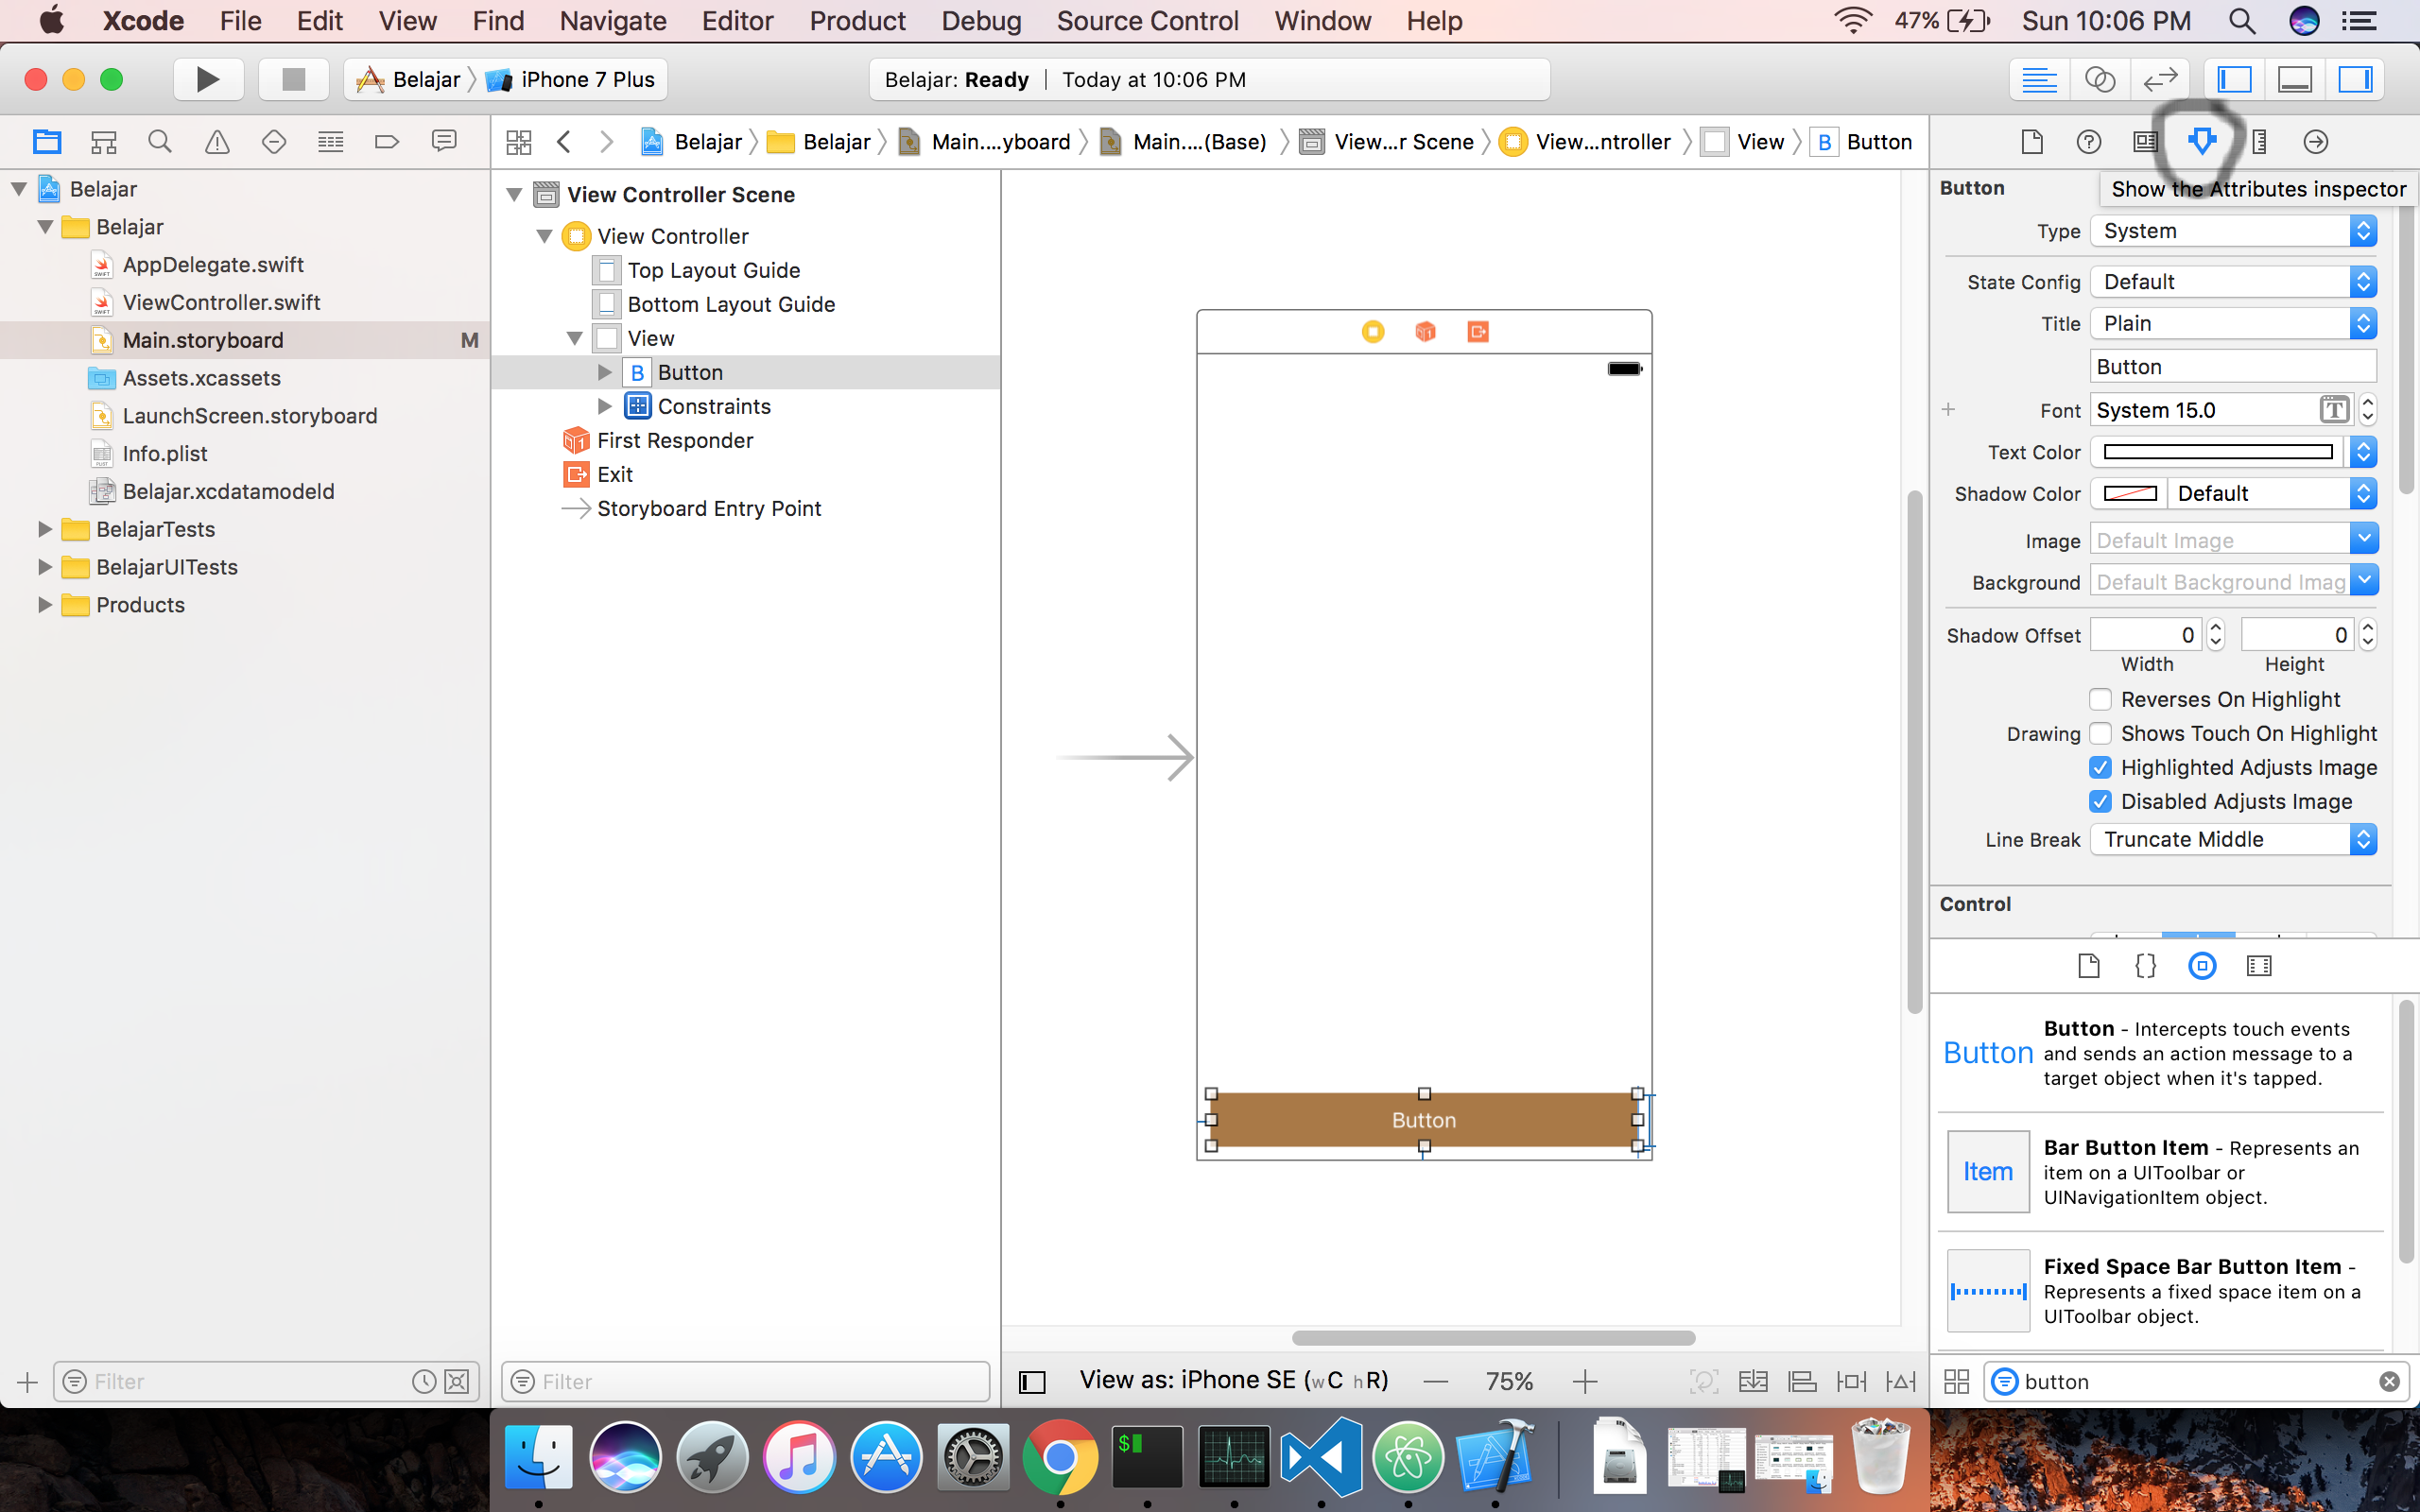 Xcode File Edit View Find Navigate Editor Product Debug Source Control Window Help 47% Sun 10:06 PM
Belajar iPhone 7 Plus Belajar: Ready Today at 10:06 PM
Belajar Belajar Main....yboard Main....(Base) View...r Scene View...ntroller View B Button
Belajar
Belajar
AppDelegate.swift
ViewController.swift
Main.storyboard M
Assets.xcassets
LaunchScreen.storyboard
Info.plist
Belajar.xcdatamodeld
BelajarTests
BelajarUITests
Products
Filter
View Controller Scene
View Controller
Top Layout Guide
Bottom Layout Guide
View
B Button
Constraints
First Responder
Exit
Storyboard Entry Point
Filter
Button
View as: iPhone SE (wC hR) 75%
Button Show the Attributes inspector
Type System
State Config Default
Title Plain
Button
Font System 15.0 T
Text Color
Shadow Color Default
Image Default Image
Background Default Background Imag
Shadow Offset 0 0
Width Height
Reverses On Highlight
Drawing Shows Touch On Highlight
Highlighted Adjusts Image
Disabled Adjusts Image
Line Break Truncate Middle
Control
Button
Button - Intercepts touch events
and sends an action message to a
target object when it's tapped.
Item
Bar Button Item - Represents an
item on a UIToolbar or
UINavigationItem object.
Fixed Space Bar Button Item -
Represents a fixed space item on a
UIToolbar object.
button
$